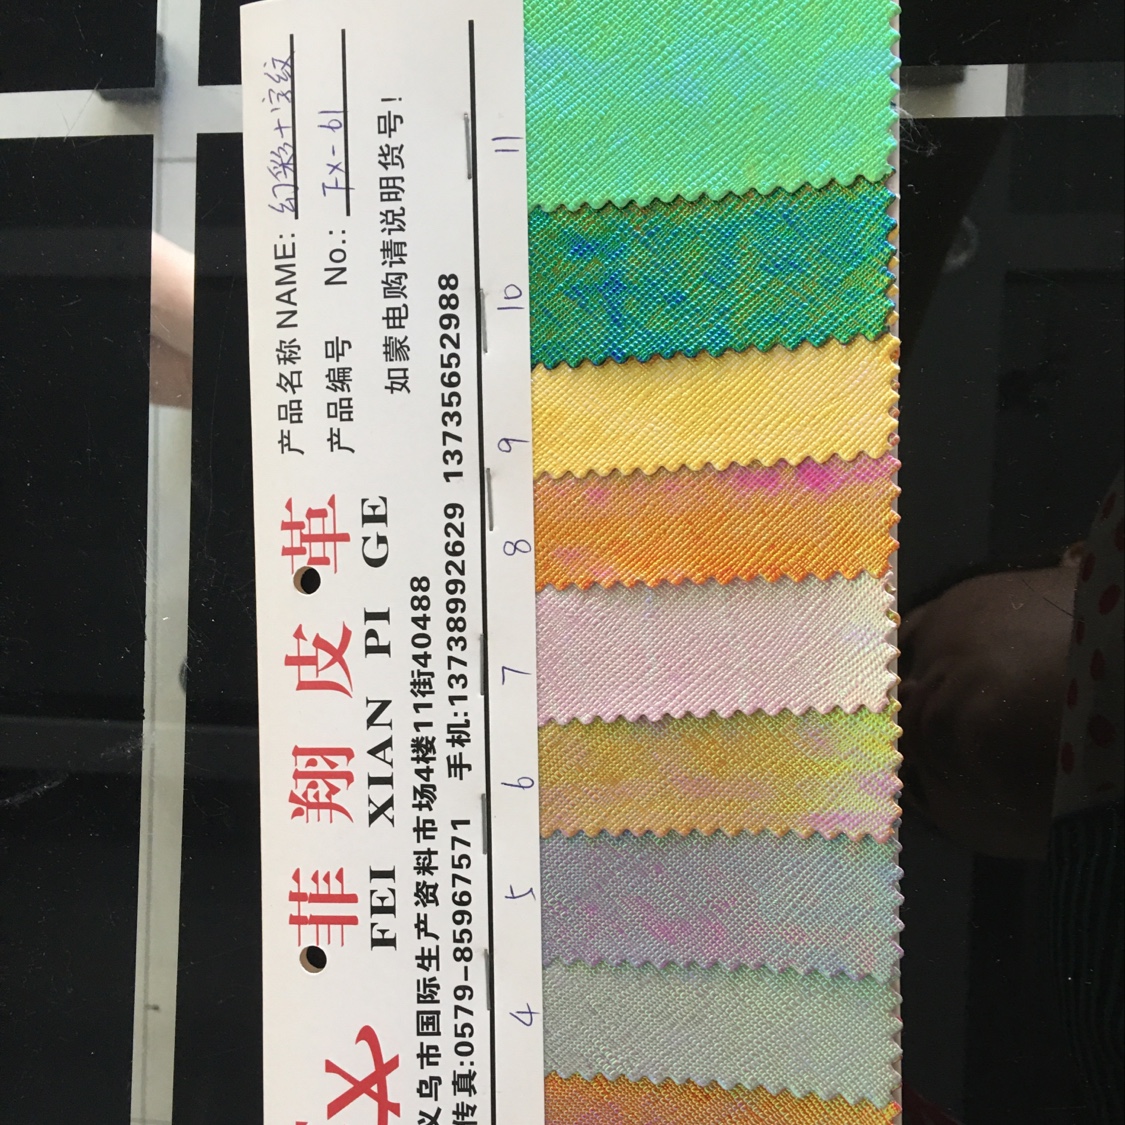 菲翔皮革
FEI XIAN PI GE
产品名称 NAME: 幻彩十字纹
产品编号 No.: FX-61
如蒙电购请说明货号!
义乌市国际生产资料市场4楼11街40488
传真:0579-85967571 手机:13738992629 13735652988
11
10
9
8
7
6
5
4